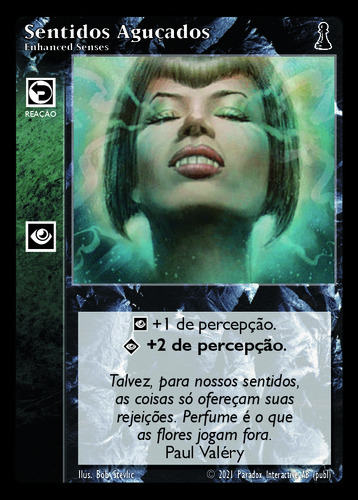 Sentidos Aguçados
Enhanced Senses
REAÇÃO
+1 de percepção.
+2 de percepção.
Talvez, para nossos sentidos,
as coisas só ofereçam suas
rejeições. Perfume é o que
as flores jogam fora.
Paul Valéry
Ilus. Bob Stevlic
© 2021 Paradox Interactive AB (publ)